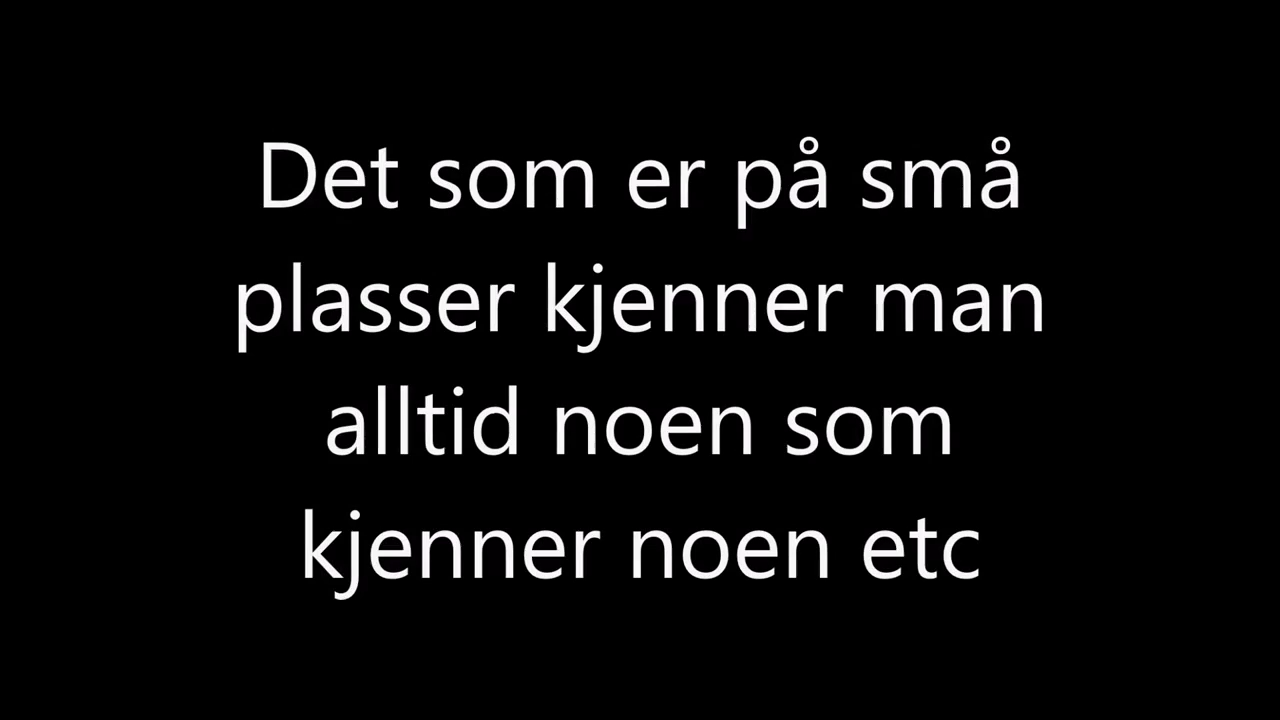 Det som er på små
plasser kjenner man
alltid noen som
kjenner noen etc